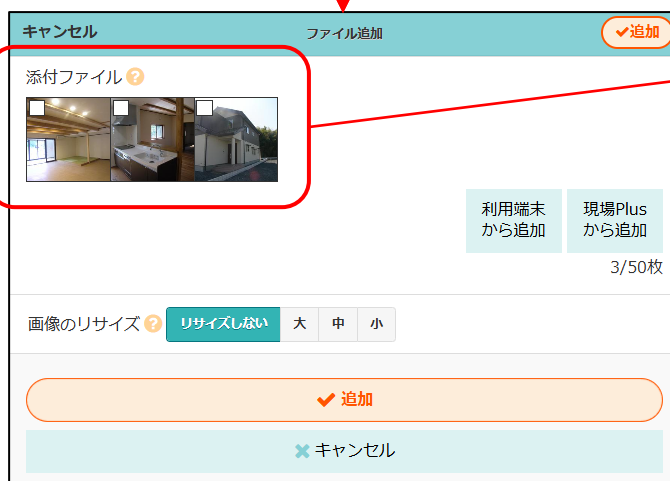 キャンセル
ファイル追加
追加
添付ファイル ?
利用端末
から追加
現場Plus
から追加
3/50枚
画像のリサイズ ? リサイズしない 大 中 小
追加
キャンセル